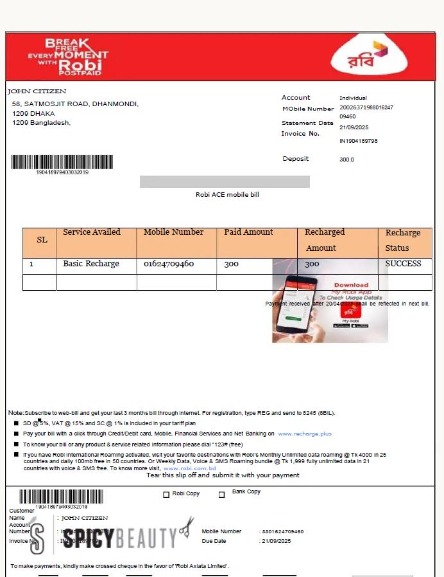 BREAK
FREE
EVERY MOMENT
WITH Robi
POSTPAID
রবি
JOHN CITIZEN
56, SATMOSJIT ROAD, DHANMONDI,
1209 DHAKA
1209 Bangladesh,
Account Individual
MObile Number
09460
Statement Date 21/09/2025
Invoice No.
IN1904189798
Deposit 300.0
Robi ACE mobile bill
SL Service Availed Mobile Number Paid Amount Recharged Amount Recharge Status
1 Basic Recharge 01624709460 300 300 SUCCESS
Download
My Robi App
To Check Usage Details
Payment received after shall be reflected in next bill.
Note: Subscribe to web-bill and get your last 3 months bill through internet. For registration, type REG and send to 8245 (8BIL).
SD @5%, VAT @ 15% and SC @ 1% is included in your tariff plan
Pay your bill with a click through Credit/Debit card, Mobile, Financial Services and Net Banking on www.recharge.plus
To know your bill or any product & service related information please dial *123# (free)
If you have Robi International Roaming activated, visit your favorite destinations with Robi's Monthly Unlimited data roaming @ Tk 4000 in 25
countries and daily 100mb free in 50 countries. Or Weekly Data, Voice & SMS Roaming bundle @ Tk 1,999 fully unlimited data in 21
countries with voice & SMS free. To know more visit, www.robi.com.bd
Tear this slip off and submit it with your payment
Robi Copy Bank Copy
Customer
Name : JOHN CITIZEN
Account
Number
Mobile Number : 8801624709460
Invoice No
Due Date : 21/09/2025
SPICYBEAUTY
To make payments, kindly make crossed cheque in the favor of 'Robi Axiata Limited'.